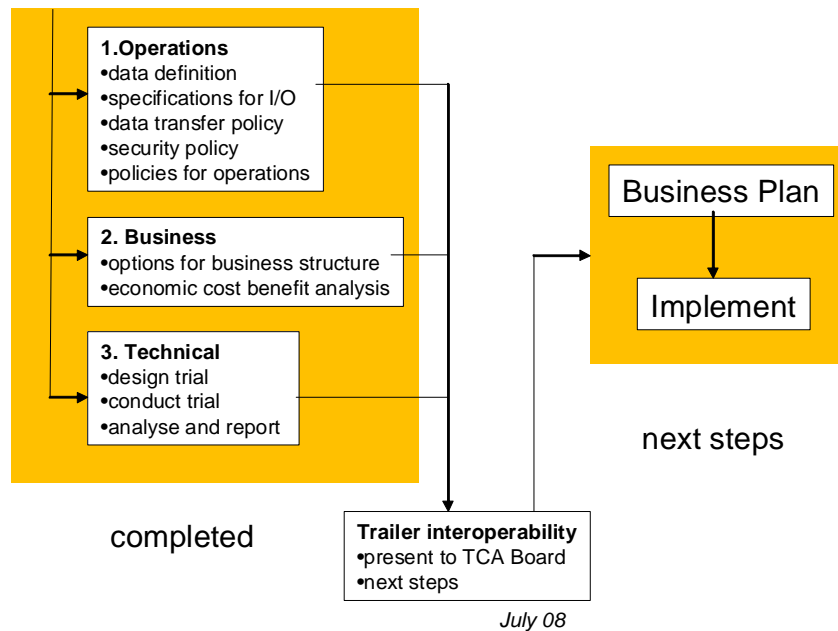 1.Operations
•data definition
•specifications for I/O
•data transfer policy
•security policy
•policies for operations
2. Business
•options for business structure
•economic cost benefit analysis
3. Technical
•design trial
•conduct trial
•analyse and report
completed
Trailer interoperability
•present to TCA Board
•next steps
July 08
Business Plan
Implement
next steps